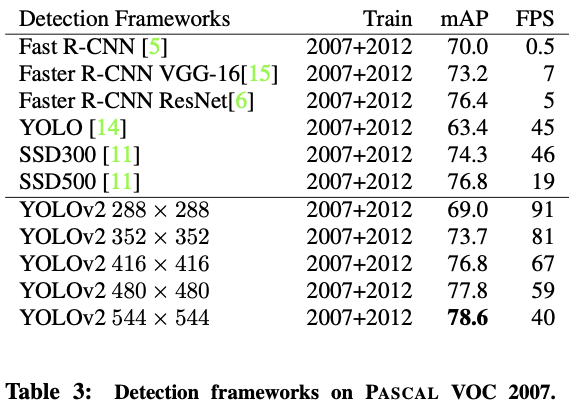 Detection Frameworks Train mAP FPS
Fast R-CNN [5] 2007+2012 70.0 0.5
Faster R-CNN VGG-16[15] 2007+2012 73.2 7
Faster R-CNN ResNet[6] 2007+2012 76.4 5
YOLO [14] 2007+2012 63.4 45
SSD300 [11] 2007+2012 74.3 46
SSD500 [11] 2007+2012 76.8 19
YOLOv2 288 × 288 2007+2012 69.0 91
YOLOv2 352 × 352 2007+2012 73.7 81
YOLOv2 416 × 416 2007+2012 76.8 67
YOLOv2 480 × 480 2007+2012 77.8 59
YOLOv2 544 × 544 2007+2012 78.6 40
Table 3: Detection frameworks on PASCAL VOC 2007.